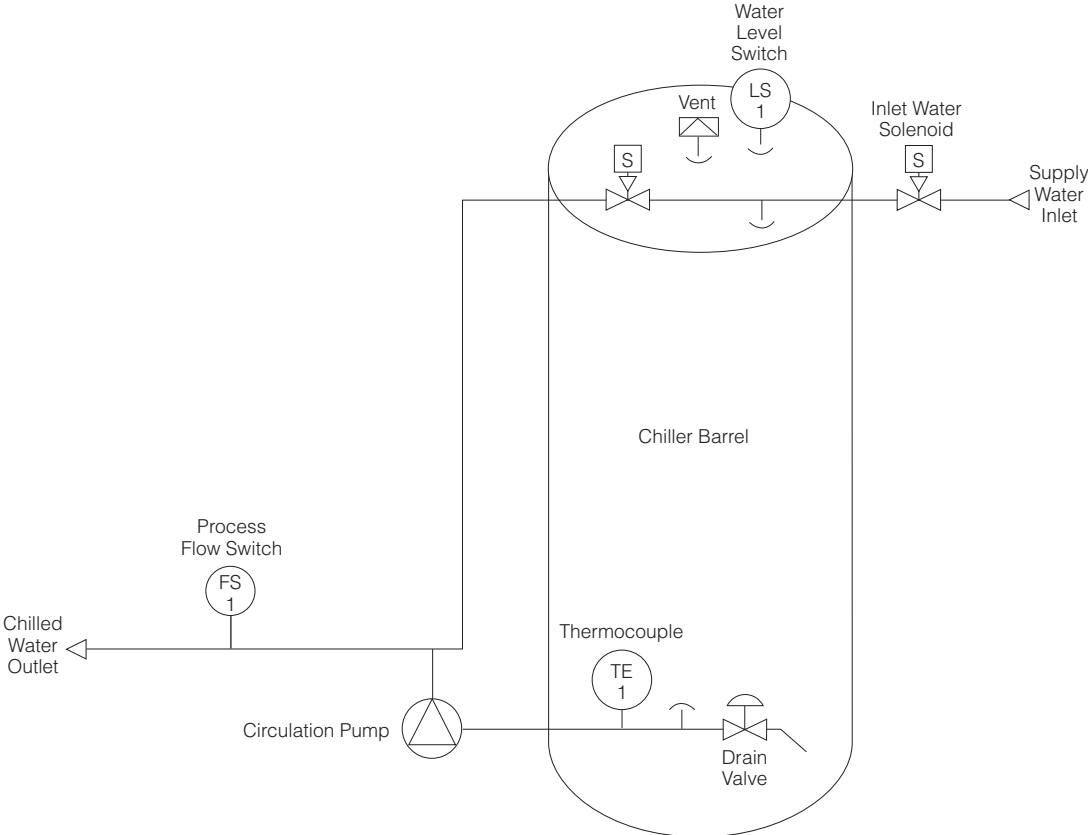 Water
Level
Switch
LS
1
Vent
Inlet Water
Solenoid
S
S
Supply
Water
Inlet
Chiller Barrel
Process
Flow Switch
FS
1
Chilled
Water
Outlet
Thermocouple
TE
1
Circulation Pump
Drain
Valve